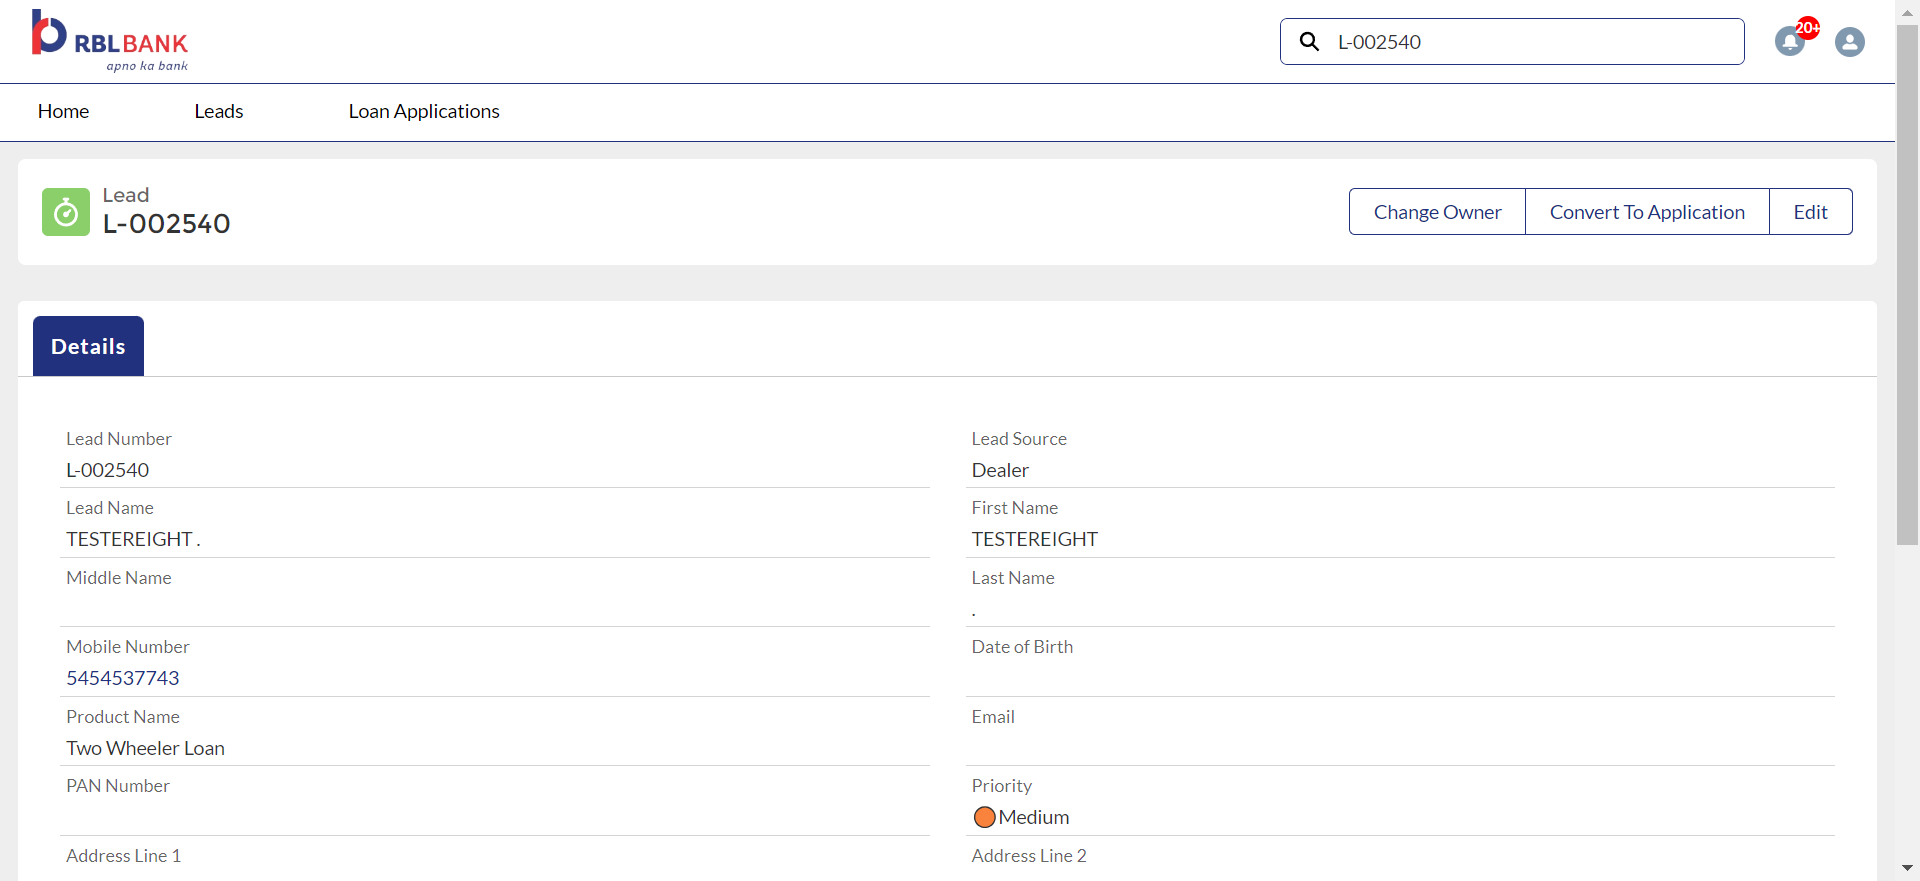 RBLBANK
apno ka bank
L-002540
20+
Home Leads Loan Applications
Lead
L-002540
Change Owner Convert To Application Edit
Details
Lead Number Lead Source
L-002540 Dealer
Lead Name First Name
TESTEREIGHT . TESTEREIGHT
Middle Name Last Name
.
Mobile Number Date of Birth
5454537743
Product Name Email
Two Wheeler Loan
PAN Number Priority
Medium
Address Line 1 Address Line 2